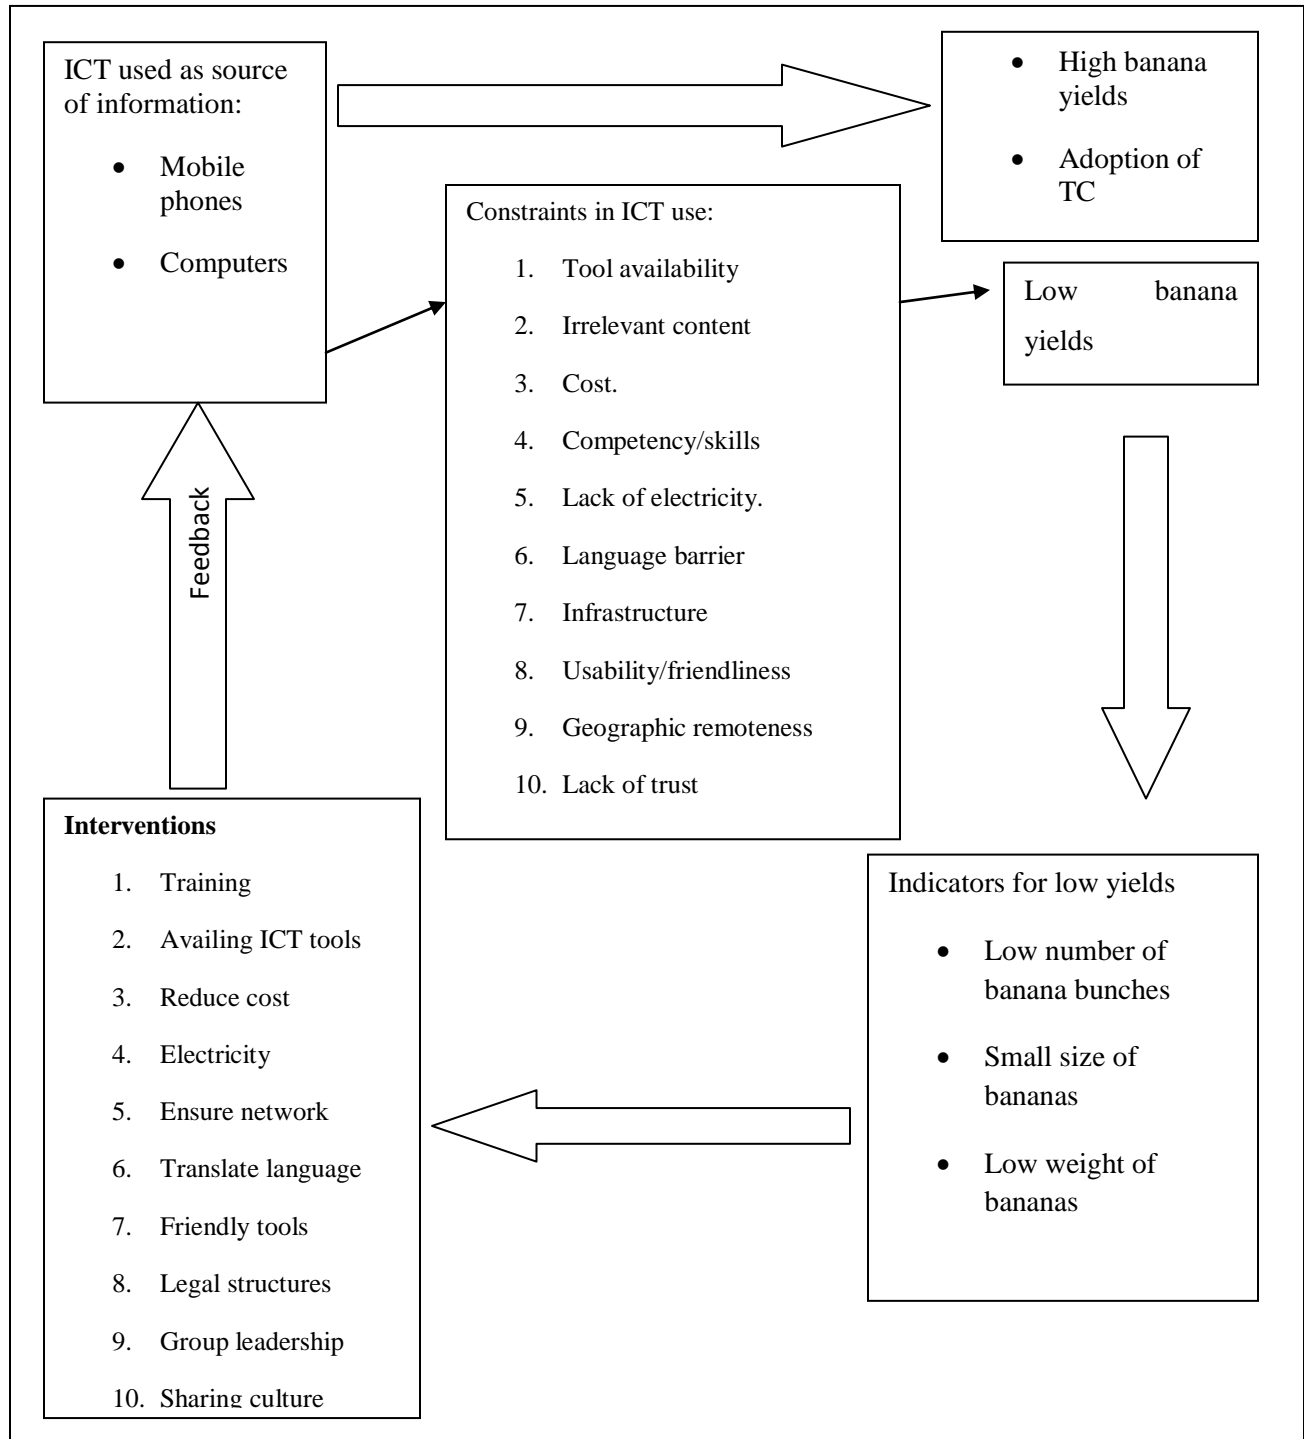 ICT used as source
of information:
• Mobile
phones
• Computers
• High banana
yields
• Adoption of
TC
Constraints in ICT use:
1. Tool availability
2. Irrelevant content
3. Cost.
4. Competency/skills
5. Lack of electricity.
6. Language barrier
7. Infrastructure
8. Usability/friendliness
9. Geographic remoteness
10. Lack of trust
Low banana
yields
Feedback
Interventions
1. Training
2. Availing ICT tools
3. Reduce cost
4. Electricity
5. Ensure network
6. Translate language
7. Friendly tools
8. Legal structures
9. Group leadership
10. Sharing culture
Indicators for low yields
• Low number of
banana bunches
• Small size of
bananas
• Low weight of
bananas